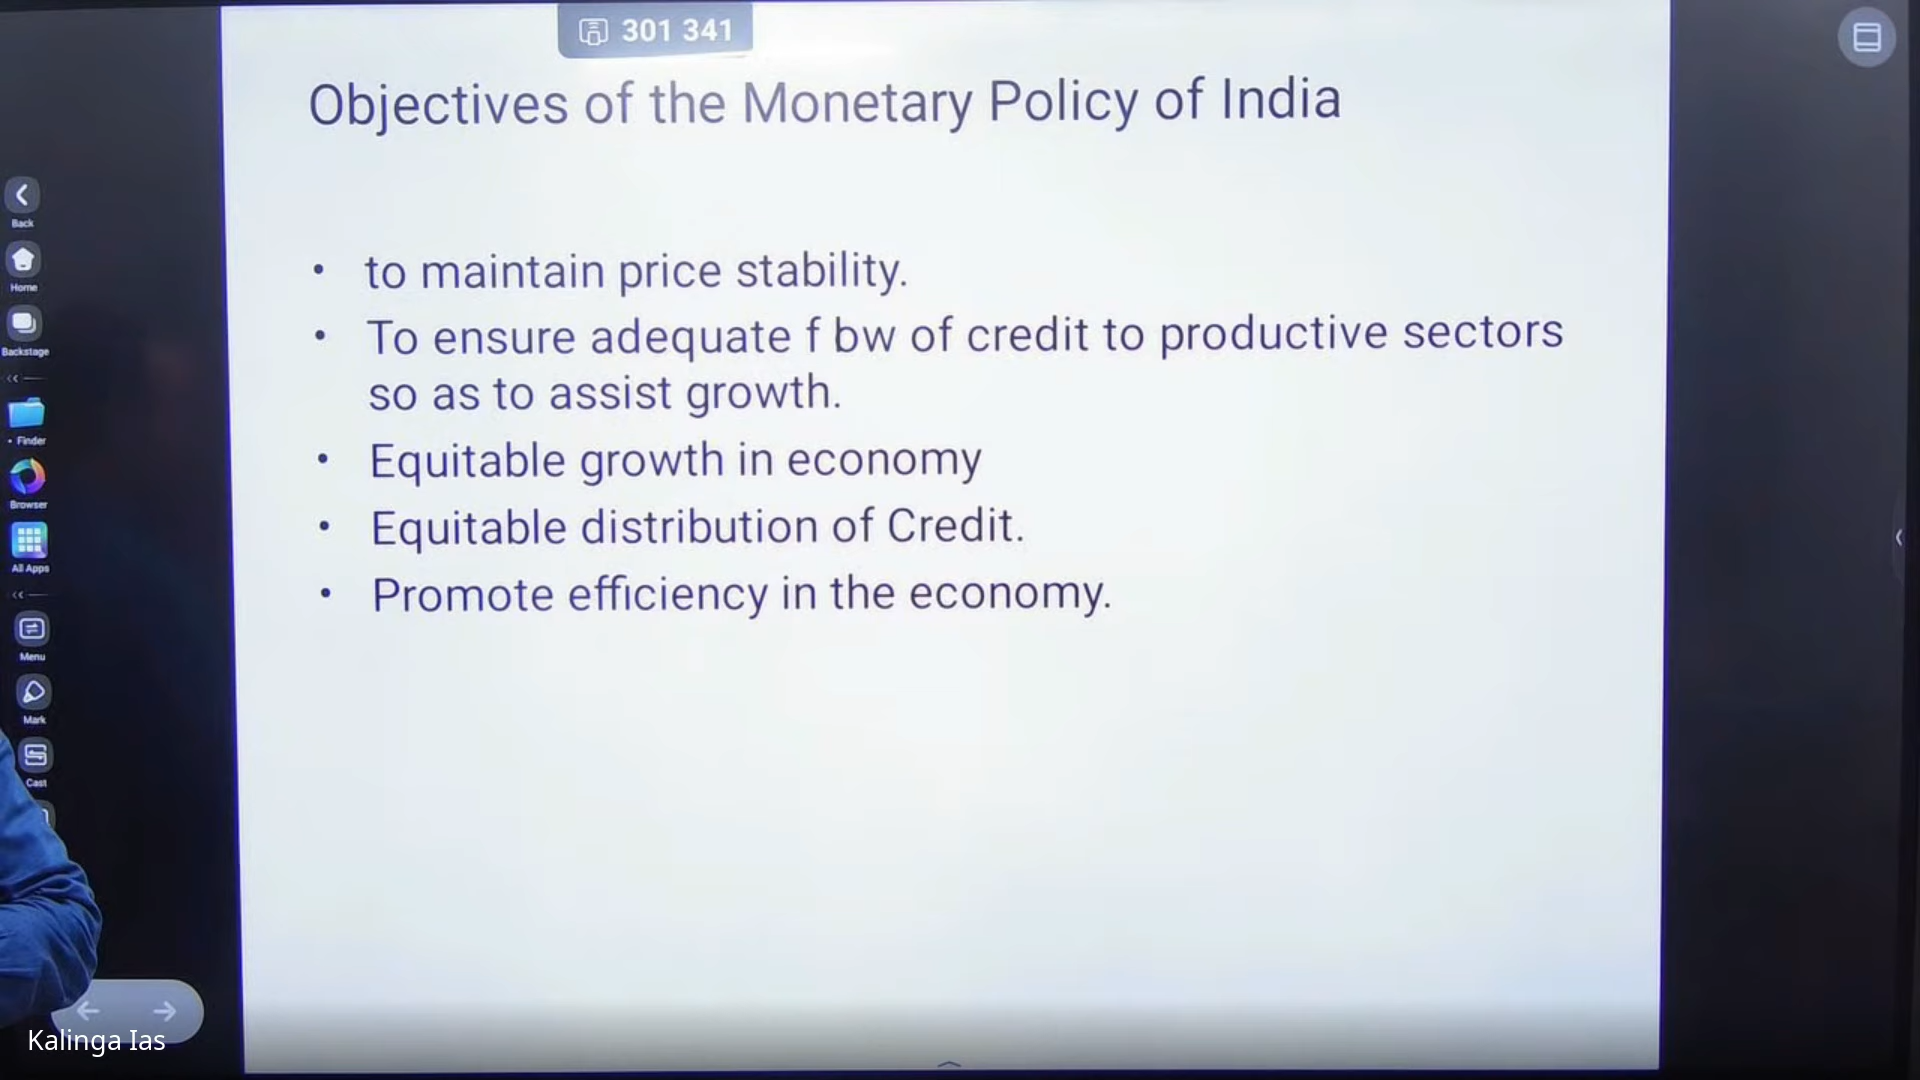 301 341
Objectives of the Monetary Policy of India
• to maintain price stability.
• To ensure adequate f bw of credit to productive sectors
so as to assist growth.
• Equitable growth in economy
• Equitable distribution of Credit.
• Promote efficiency in the economy.
Back
Home
Backstage
• Finder
Browser
All Apps
Menu
Mark
Cast
Kalinga Ias